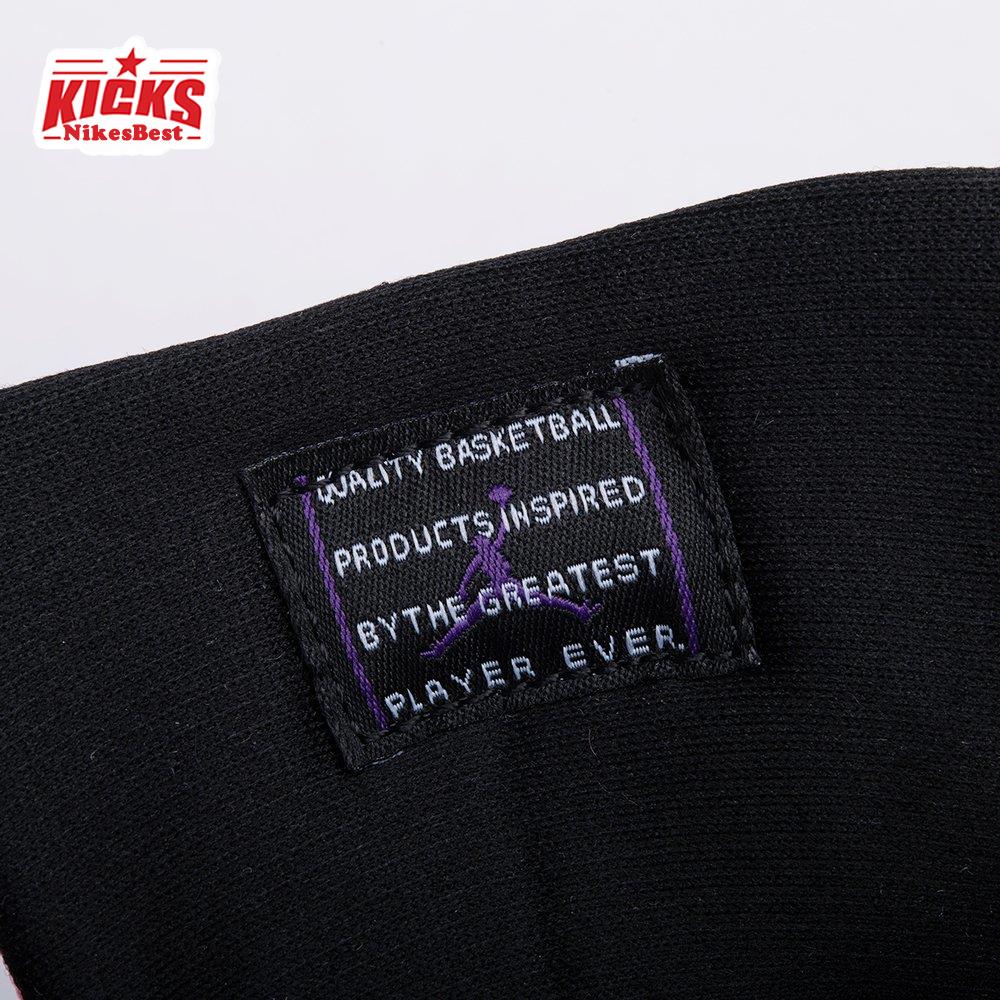 KICKS
NikesBest
QUALITY BASKETBALL
PRODUCTS INSPIRED
BY THE GREATEST
PLAYER EVER.